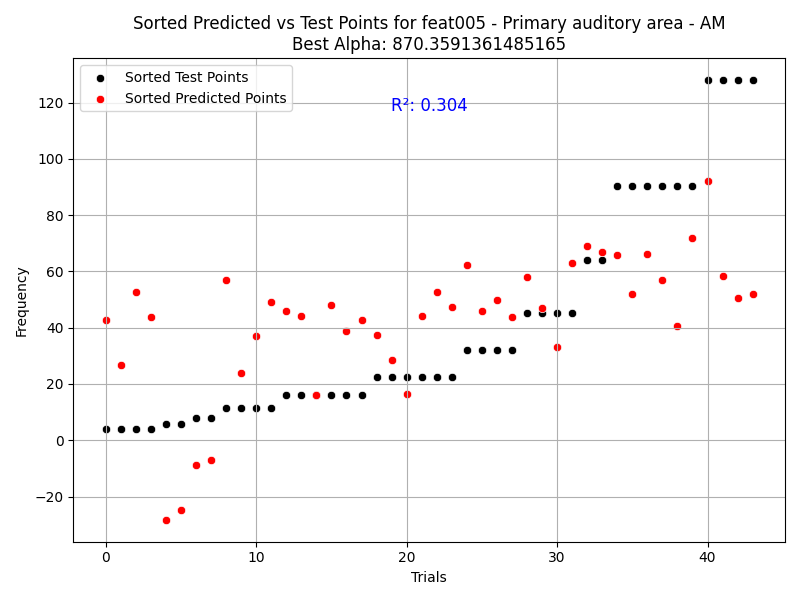 Sorted Predicted vs Test Points for feat005 - Primary auditory area - AM
Best Alpha: 870.3591361485165
Sorted Test Points
Sorted Predicted Points
R²: 0.304
Frequency
120
100
80
60
40
20
0
−20
0 10 20 30 40
Trials